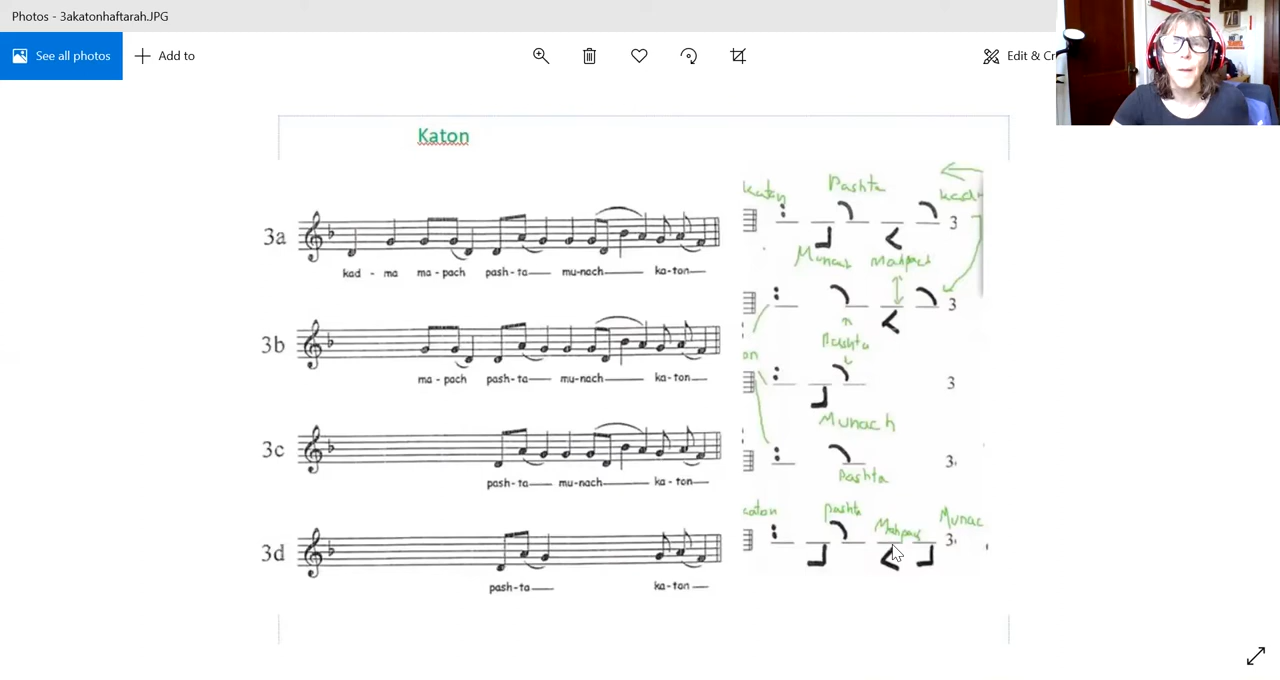 Photos - 3akatonhaftarah.JPG
See all photos
Add to
Katon
3a
kad - ma ma - pach pash - ta mu - nach ka - ton
katon Pashta
3
Munach Mahpach
3b
ma - pach pash - ta mu - nach ka - ton
3
Pashta
3c
pash - ta mu - nach ka - ton
3
Munach
3
Pashta
3d
pash - ta ka - ton
katon Pashta Mahpach Munac
3